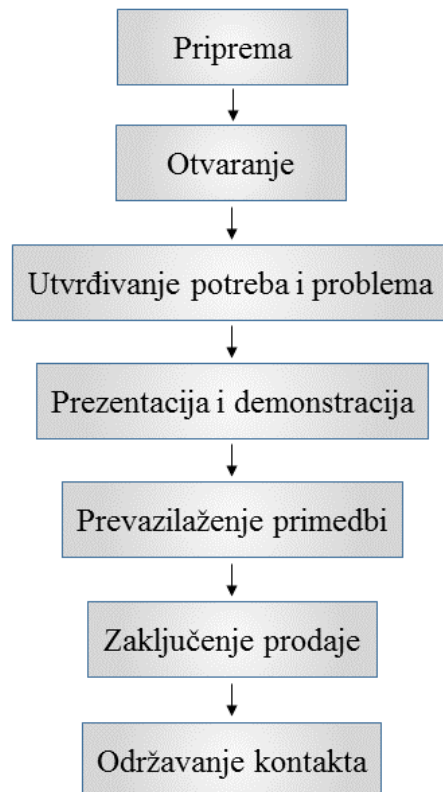 Priprema
Otvaranje
Utvrđivanje potreba i problema
Prezentacija i demonstracija
Prevazilaženje primedbi
Zaključenje prodaje
Održavanje kontakta